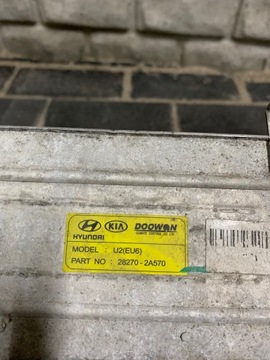 KIA DOOWON
HYUNDAI
MODEL : U2(EU6)
PART NO : 28270 - 2A570